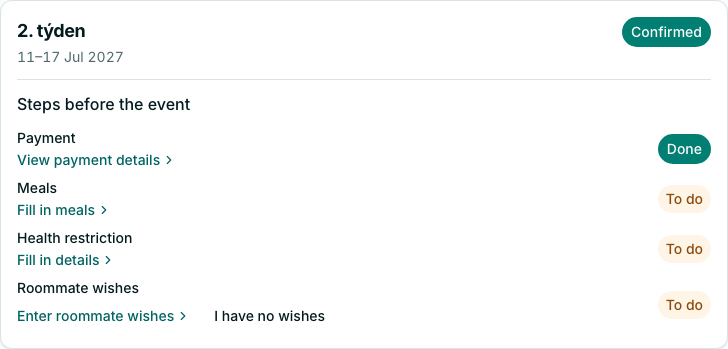 2. týden
Confirmed
11–17 Jul 2027
Steps before the event
Payment
View payment details
Done
Meals
Fill in meals
To do
Health restriction
Fill in details
To do
Roommate wishes
Enter roommate wishes
I have no wishes
To do